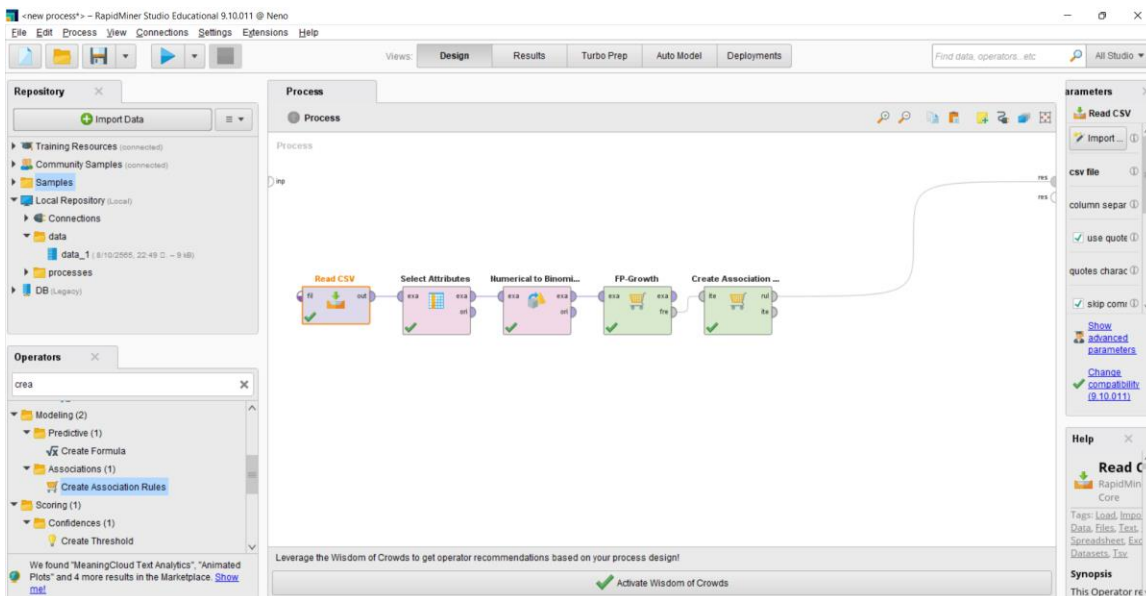 <new process*> – RapidMiner Studio Educational 9.10.011 @ Neno
File Edit Process View Connections Settings Extensions Help
Views: Design Results Turbo Prep Auto Model Deployments
Find data, operators...etc
All Studio
Repository
Import Data
Training Resources (connected)
Community Samples (connected)
Samples
Local Repository (Local)
Connections
data
data_1 ( 8/10/2565, 22:49 – 9 kB)
processes
DB (Legacy)
Operators
crea
Modeling (2)
Predictive (1)
Create Formula
Associations (1)
Create Association Rules
Scoring (1)
Confidences (1)
Create Threshold
We found "MeaningCloud Text Analytics", "Animated
Plots" and 4 more results in the Marketplace. Show
me!
Process
Process
Process
inp
res
res
Read CSV
fil out
Select Attributes
exa exa
ori
Numerical to Binomi...
exa exa
ori
FP-Growth
exa exa
fre
Create Association ...
ite rul
ite
Leverage the Wisdom of Crowds to get operator recommendations based on your process design!
Activate Wisdom of Crowds
arameters
Read CSV
Import...
csv file
column separ
use quote
quotes charac
skip comr
Show
advanced
parameters
Change
compatibility
(9.10.011)
Help
Read C
RapidMin
Core
Tags: Load, Impo
Data, Files, Text,
Spreadsheet, Exc
Datasets, Tsv
Synopsis
This Operator re